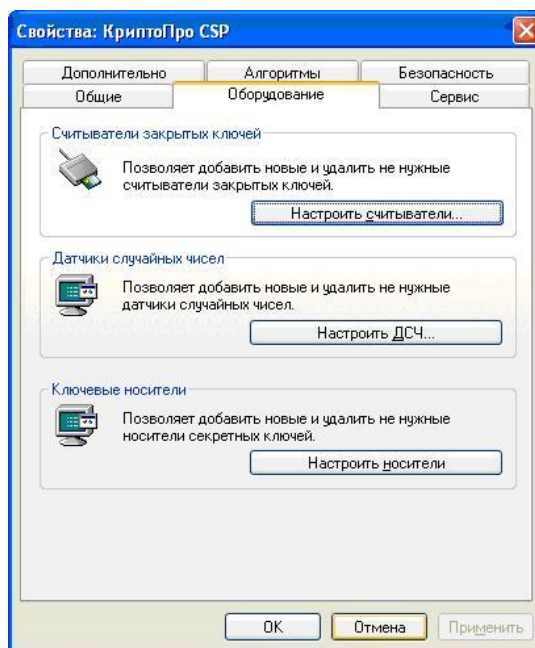 Свойства: КриптоПро CSP
Дополнительно Алгоритмы Безопасность
Общие Оборудование Сервис
Считыватели закрытых ключей
Позволяет добавить новые и удалить не нужные
считыватели закрытых ключей.
Настроить считыватели...
Датчики случайных чисел
Позволяет добавить новые и удалить не нужные
датчики случайных чисел.
Настроить ДСЧ...
Ключевые носители
Позволяет добавить новые и удалить не нужные
носители секретных ключей.
Настроить носители
OK Отмена Применить